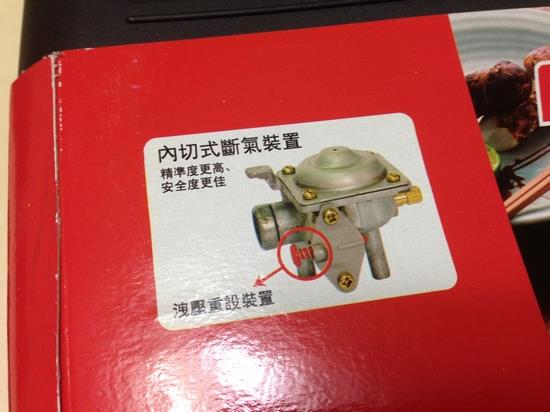 內切式斷氣裝置
精準度更高、
安全度更佳
洩壓重設裝置